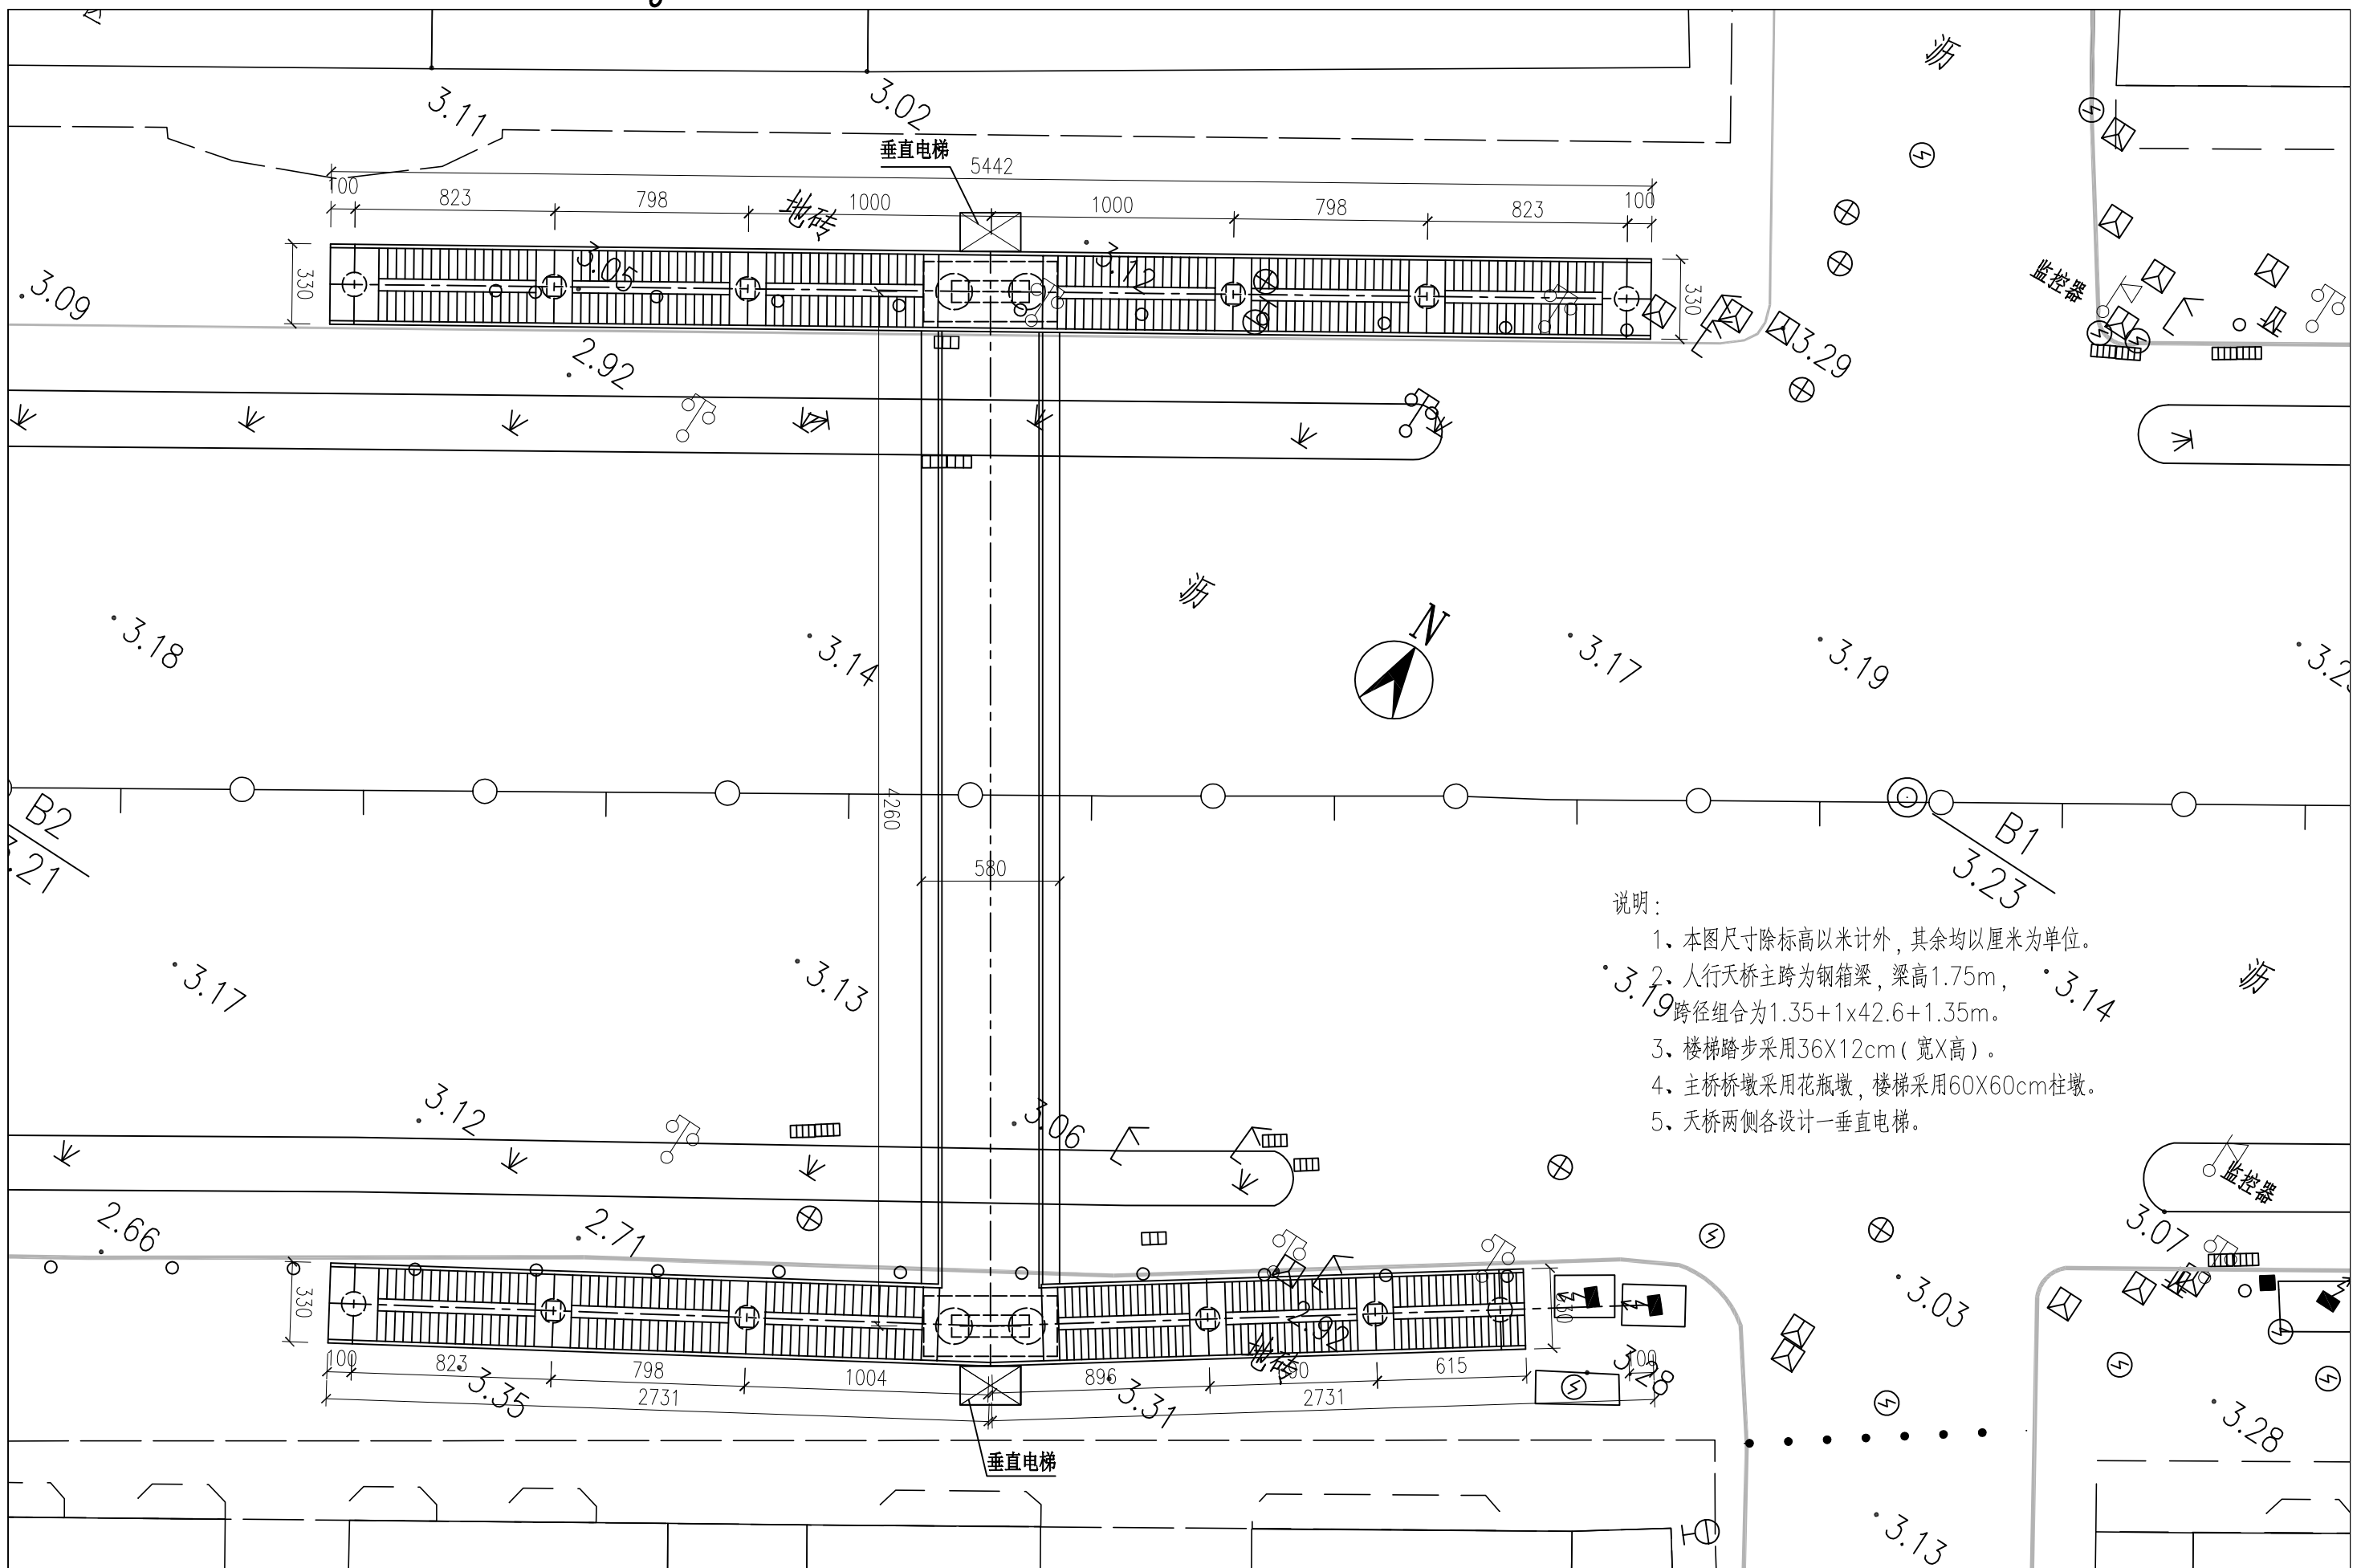 沥
3.11
3.02
垂直电梯
5442
100
823
798
地砖
1000
1000
798
823
100
330
3.05
3.12
330
监控器
3.09
2.92
3.29
沥
N
3.18
3.14
3.17
3.19
4260
B2
580
B1
3.23
说明:
1、本图尺寸除标高以米计外,其余均以厘米为单位。
2、人行天桥主跨为钢箱梁,梁高1.75m,
跨径组合为1.35+1x42.6+1.35m。
3、楼梯踏步采用36X12cm(宽X高)。
4、主桥桥墩采用花瓶墩,楼梯采用60X60cm柱墩。
5、天桥两侧各设计一垂直电梯。
3.17
3.13
3.19
3.14
沥
3.12
3.06
监控器
2.66
2.71
3.07
330
330
3.03
2.92
地砖
100
823
798
1004
896
615
100
3.28
2731
2731
3.35
3.31
3.28
垂直电梯
3.13